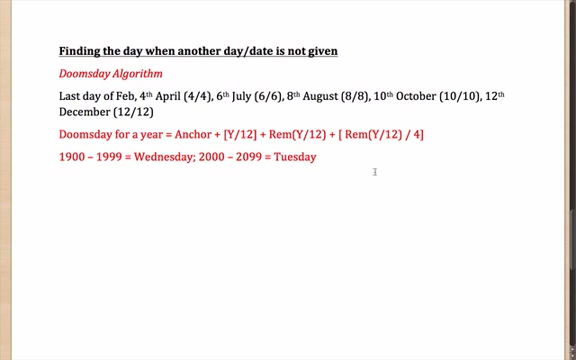 Finding the day when another day/date is not given
Doomsday Algorithm
Last day of Feb, 4th April (4/4), 6th July (6/6), 8th August (8/8), 10th October (10/10), 12th
December (12/12)
Doomsday for a year = Anchor + [Y/12] + Rem(Y/12) + [ Rem(Y/12) / 4]
1900 – 1999 = Wednesday; 2000 – 2099 = Tuesday